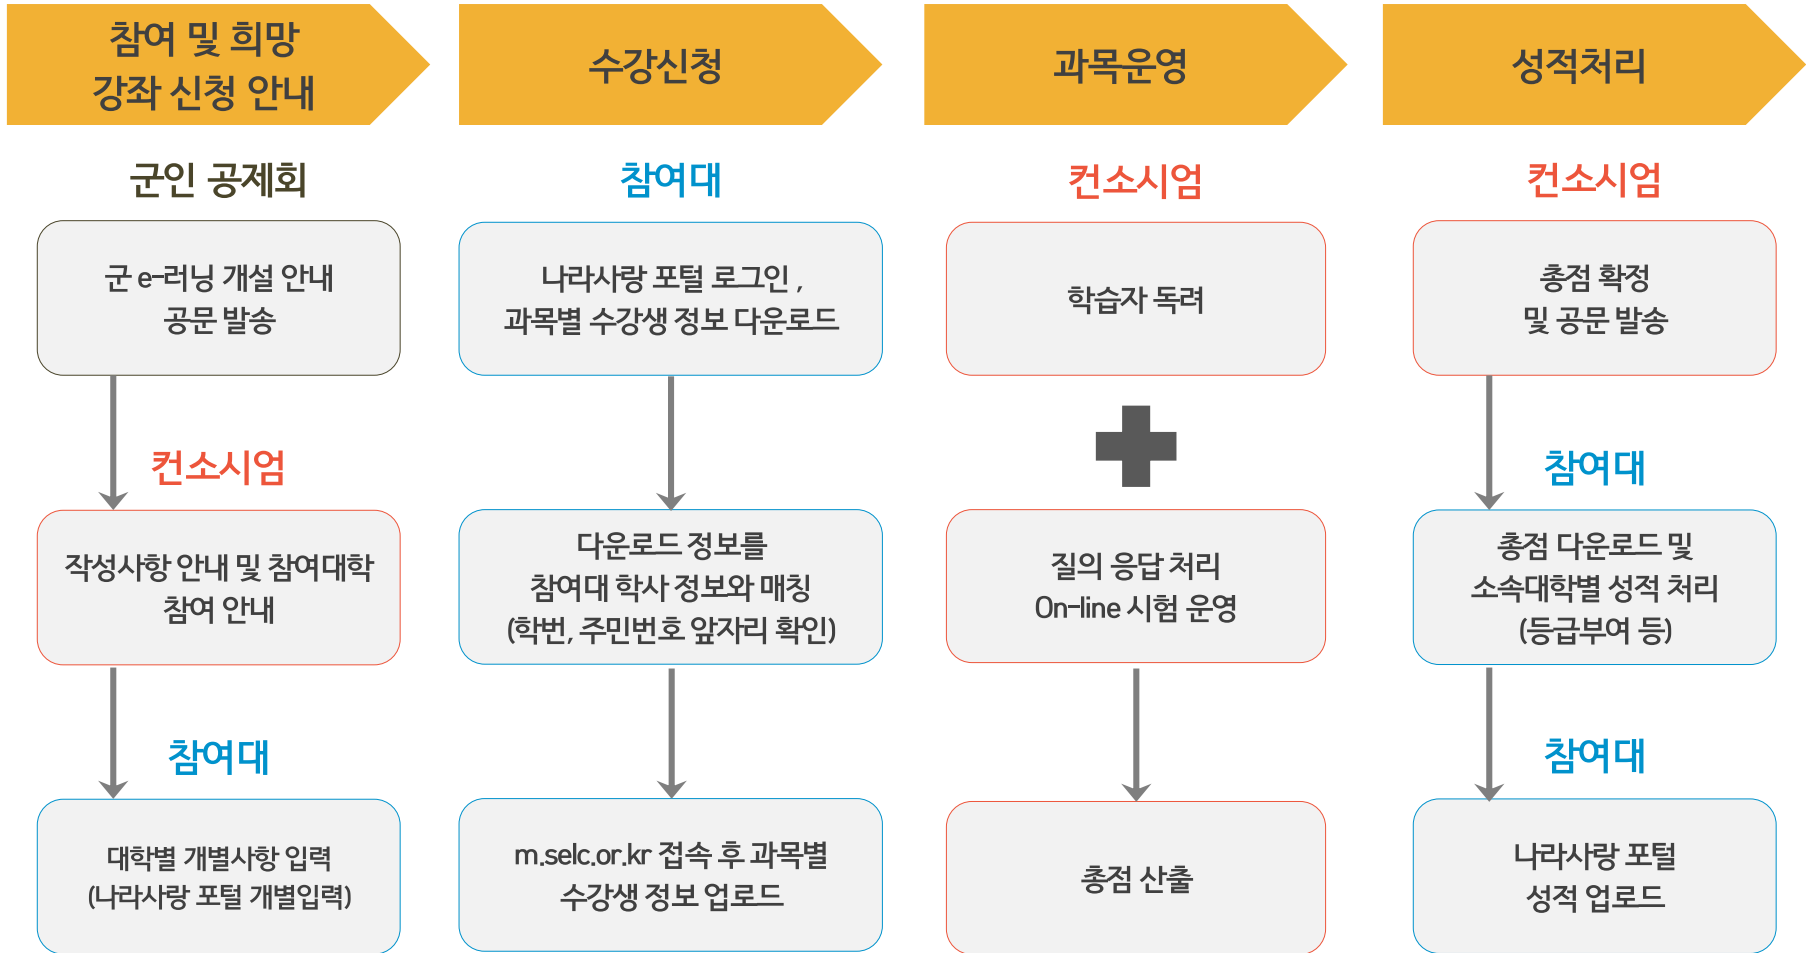 참여 및 희망
강좌 신청 안내
수강신청
과목운영
성적처리
군인 공제회
군 e-러닝 개설 안내
공문 발송
컨소시엄
작성사항 안내 및 참여대학
참여 안내
참여대
대학별 개별사항 입력
(나라사랑 포털 개별입력)
참여대
나라사랑 포털 로그인 ,
과목별 수강생 정보 다운로드
다운로드 정보를
참여대 학사 정보와 매칭
(학번, 주민번호 앞자리 확인)
m.selc.or.kr 접속 후 과목별
수강생 정보 업로드
컨소시엄
학습자 독려
질의 응답 처리
On-line 시험 운영
총점 산출
컨소시엄
총점 확정
및 공문 발송
참여대
총점 다운로드 및
소속대학별 성적 처리
(등급부여 등)
참여대
나라사랑 포털
성적 업로드